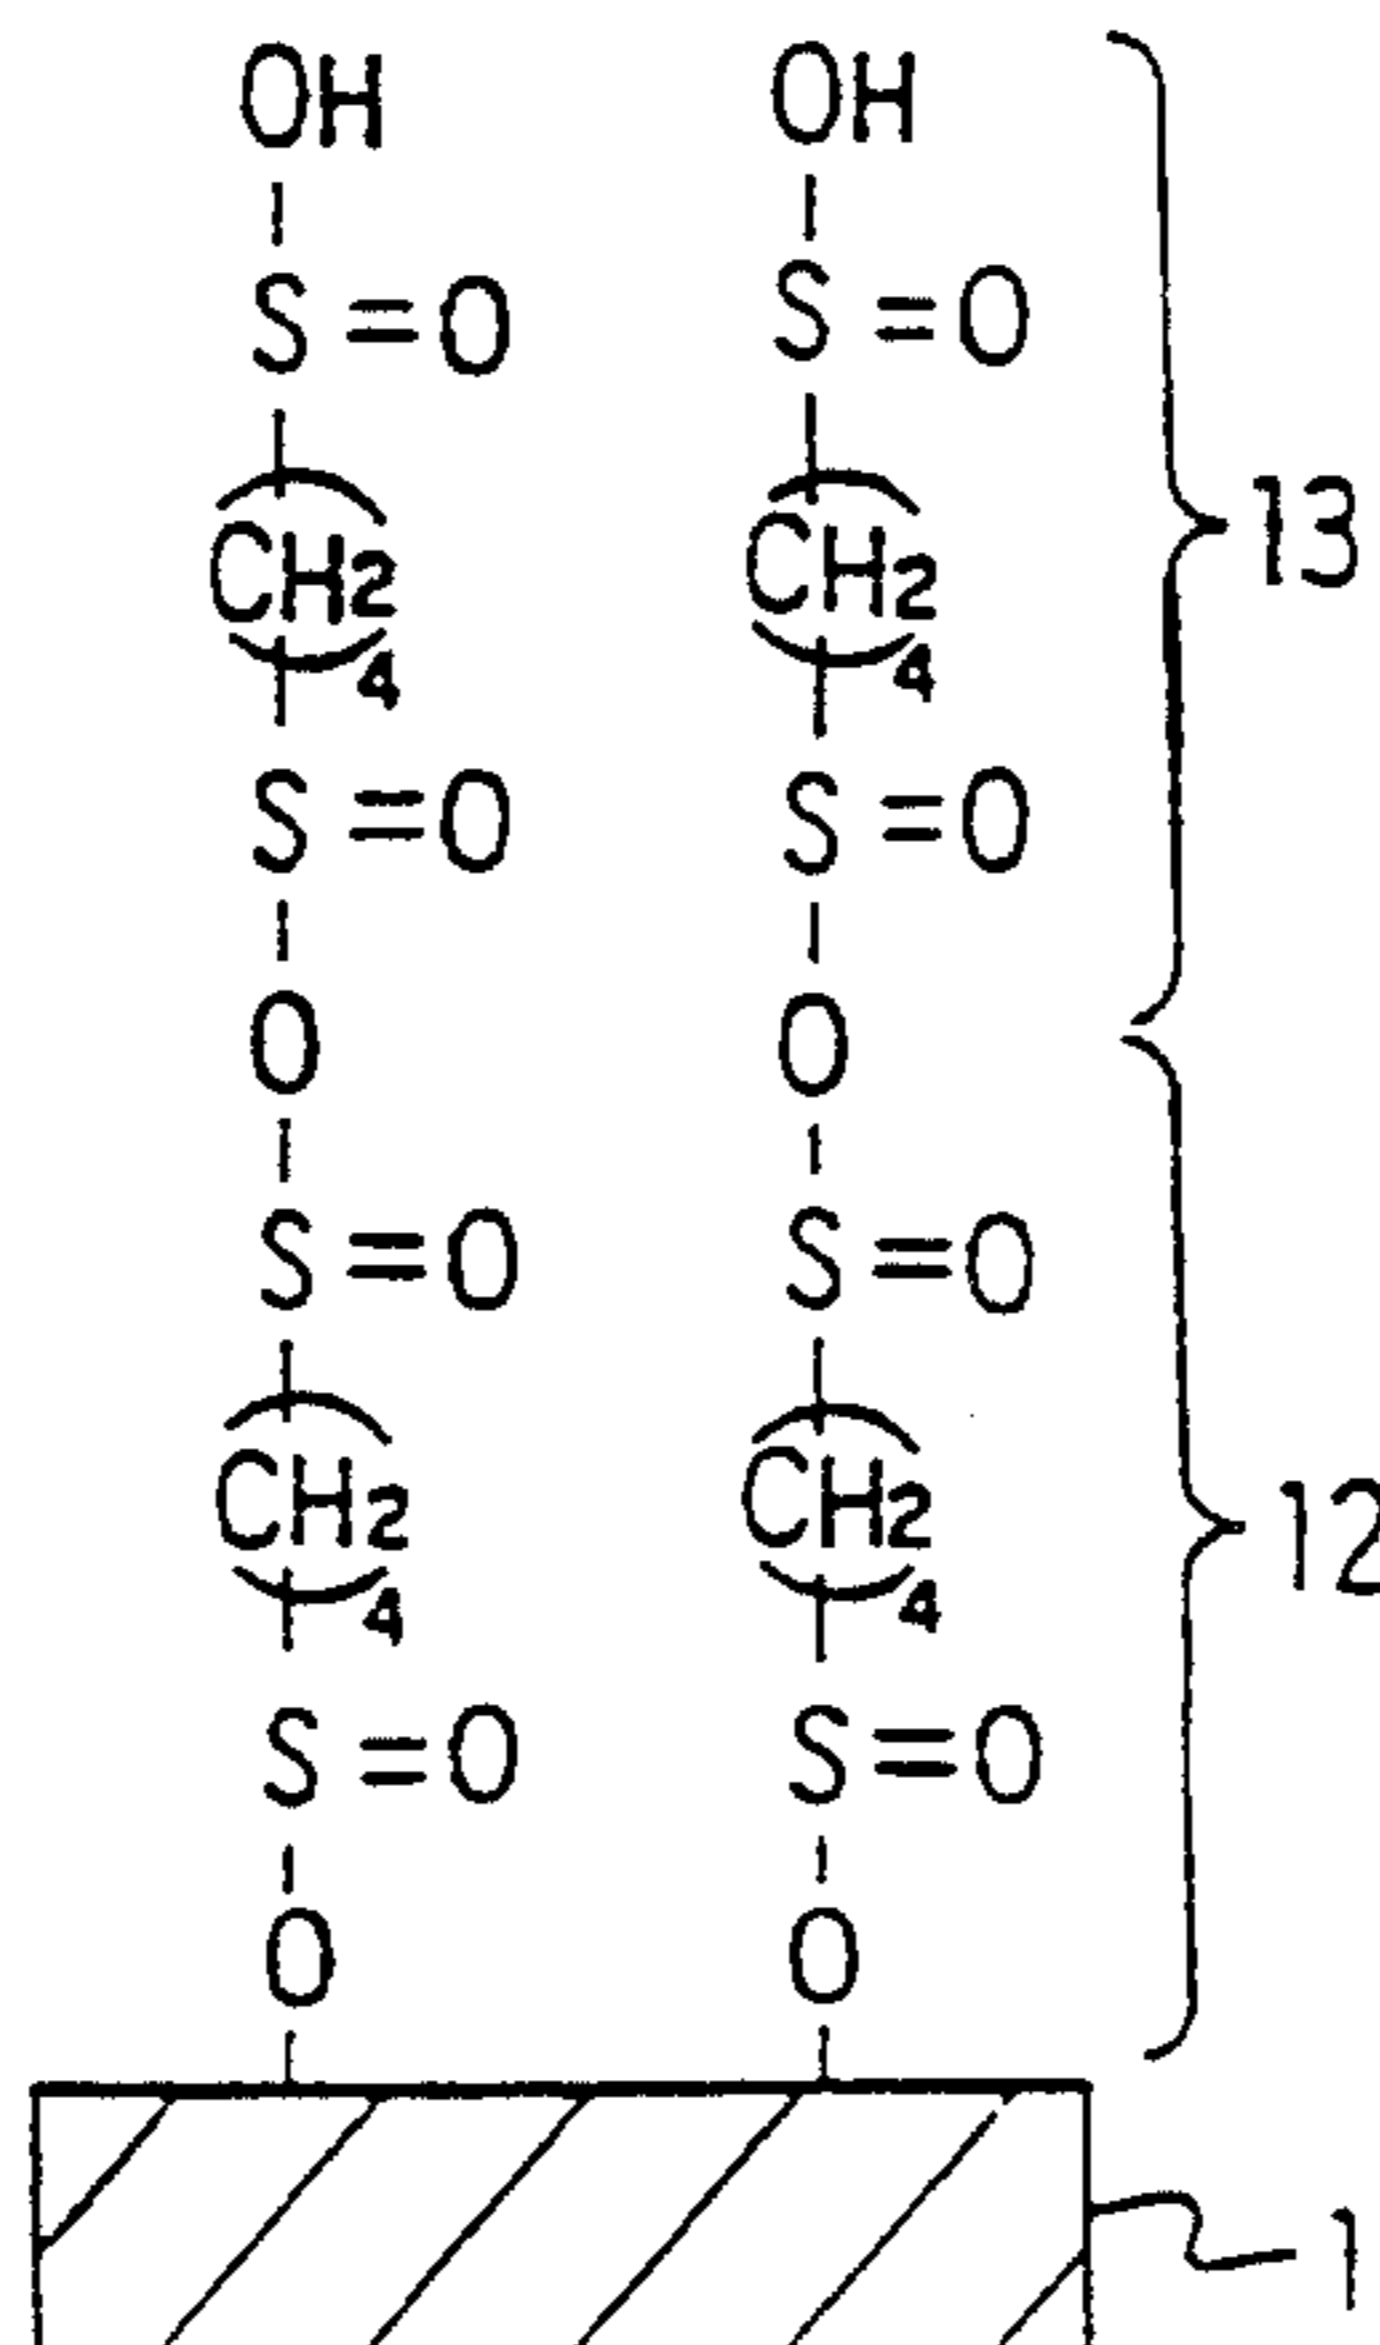 OH OH
S=O S=O
(CH2)4 (CH2)4 13
S=O S=O
O O
S=O S=O
(CH2)4 (CH2)4 12
S=O S=O
O O
1